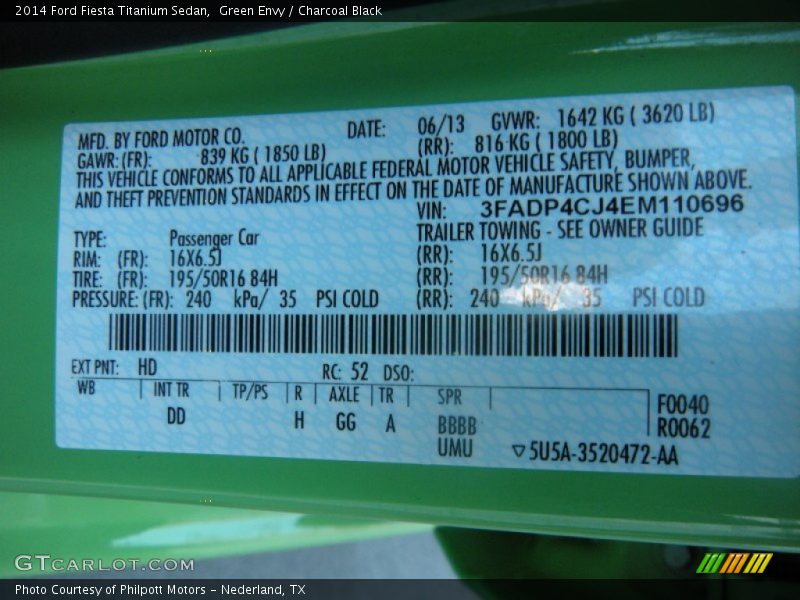 2014 Ford Fiesta Titanium Sedan,  Green Envy / Charcoal Black
MFD. BY FORD MOTOR CO. DATE: 06/13 GVWR: 1642 KG ( 3620 LB)
GAWR: (FR): 839 KG ( 1850 LB) (RR): 816 KG ( 1800 LB)
THIS VEHICLE CONFORMS TO ALL APPLICABLE FEDERAL MOTOR VEHICLE SAFETY, BUMPER,
AND THEFT PREVENTION STANDARDS IN EFFECT ON THE DATE OF MANUFACTURE SHOWN ABOVE.
VIN: 3FADP4CJ4EM110696
TYPE: Passenger Car TRAILER TOWING - SEE OWNER GUIDE
RIM: (FR): 16X6.5J (RR): 16X6.5J
TIRE: (FR): 195/50R16 84H (RR): 195/50R16 84H
PRESSURE: (FR): 240 kPa/ 35 PSI COLD (RR): 240 kPa/ 35 PSI COLD
EXT PNT: HD RC: 52 DSO:
WB INT TR TP/PS R AXLE TR SPR F0040
DD H GG A BBBB R0062
UMU ▽5U5A-3520472-AA
GTCARLOT.COM
Photo Courtesy of Philpott Motors - Nederland, TX